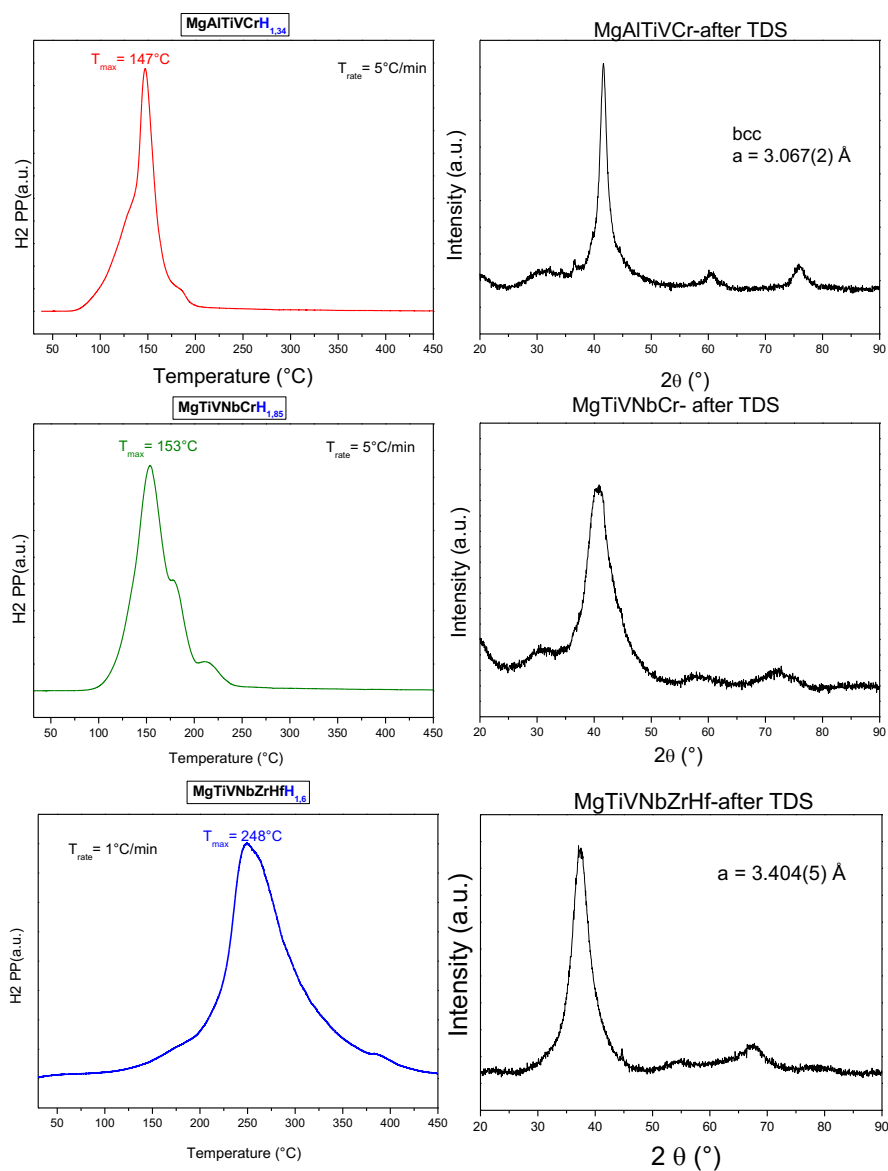 MgAlTiVCrH1,34
Tmax= 147°C
Trate= 5°C/min
H2 PP(a.u.)
50 100 150 200 250 300 350 400 450
Temperature (°C)
MgAlTiVCr-after TDS
bcc
a = 3.067(2) Å
Intensity (a.u.)
20 30 40 50 60 70 80 90
2θ (°)
MgTiVNbCrH1,85
Tmax= 153°C
Trate= 5°C/min
H2 PP(a.u.)
50 100 150 200 250 300 350 400 450
Temperature (°C)
MgTiVNbCr- after TDS
Intensity (a.u.)
20 30 40 50 60 70 80 90
2θ (°)
MgTiVNbZrHfH1,6
Tmax= 248°C
Trate= 1°C/min
H2 PP(a.u.)
50 100 150 200 250 300 350 400 450
Temperature (°C)
MgTiVNbZrHf-after TDS
a = 3.404(5) Å
Intensity (a.u.)
20 30 40 50 60 70 80 90
2 θ (°)